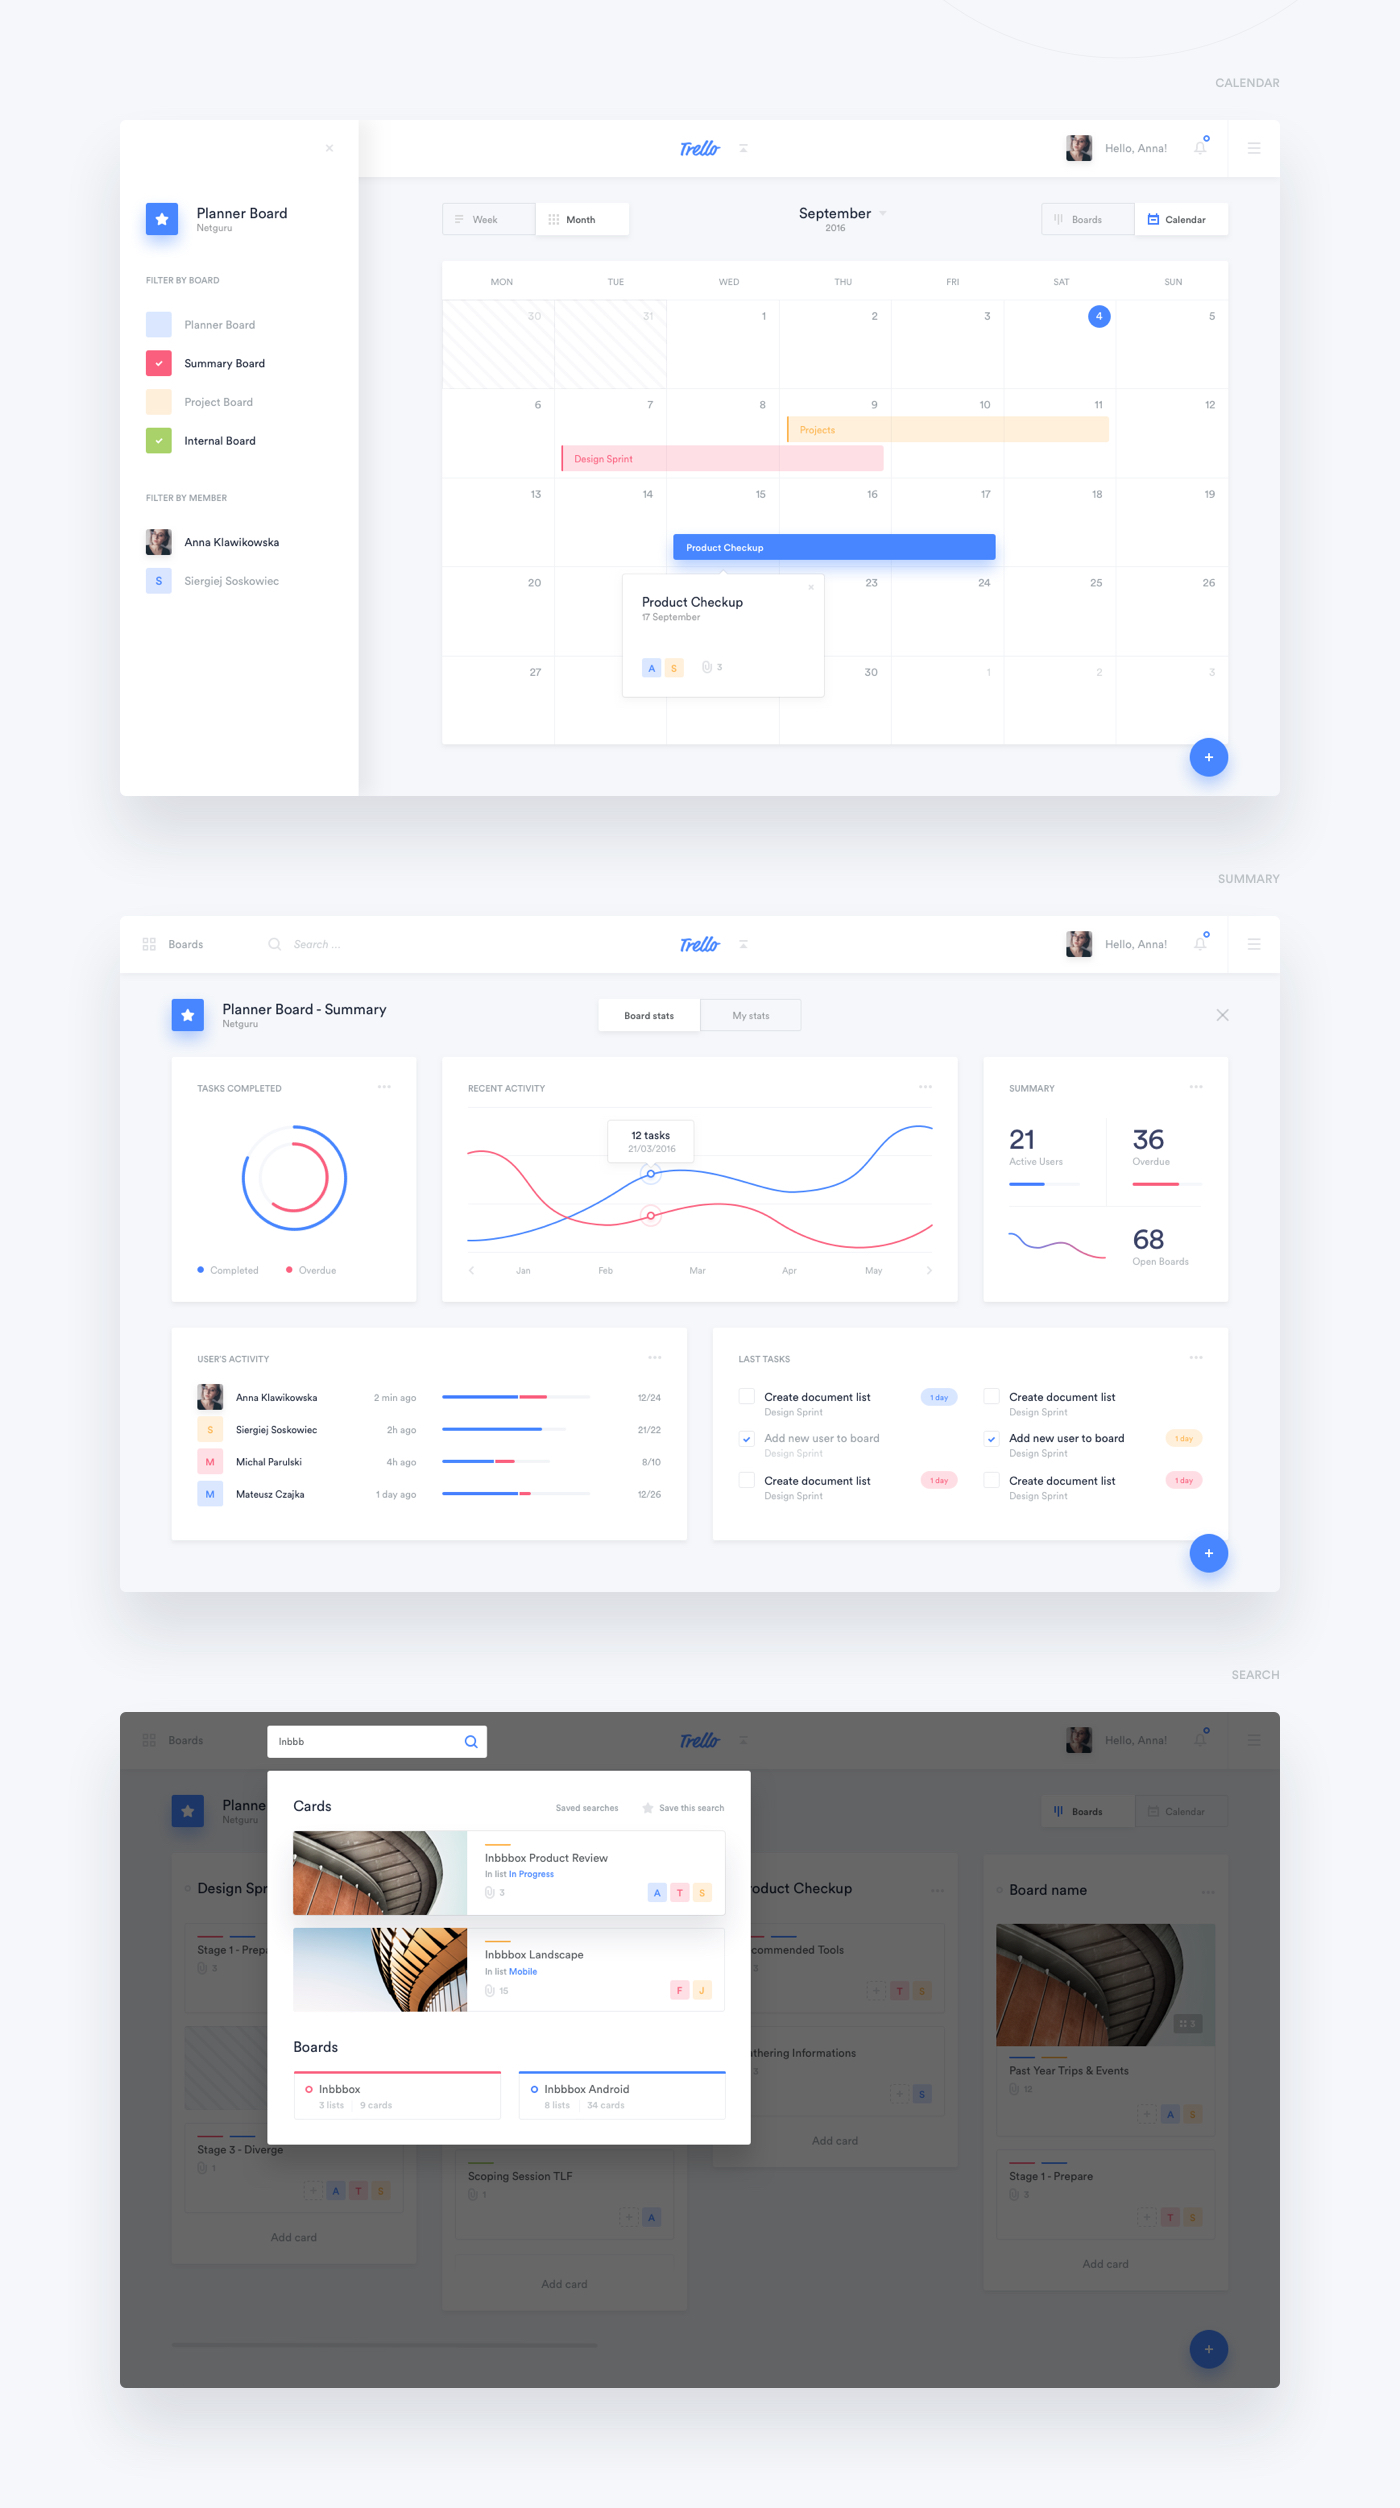 CALENDAR
Trello
Hello, Anna!
Planner Board
Netguru
FILTER BY BOARD
Planner Board
Summary Board
Project Board
Internal Board
FILTER BY MEMBER
Anna Klawikowska
S Siergiej Soskowiec
Week Month
September
2016
Boards Calendar
MON TUE WED THU FRI SAT SUN
30 31 1 2 3 4 5
6 7 8 9 10 11 12
Projects
Design Sprint
13 14 15 16 17 18 19
Product Checkup
20 23 24 25 26
Product Checkup
17 September
A S 3
27 30 1 2 3
+
SUMMARY
Boards Search ... Trello Hello, Anna!
Planner Board - Summary
Netguru
Board stats My stats
TASKS COMPLETED
Completed Overdue
RECENT ACTIVITY
12 tasks
21/03/2016
Jan Feb Mar Apr May
SUMMARY
21 36
Active Users Overdue
68
Open Boards
USER'S ACTIVITY
Anna Klawikowska 2 min ago 12/24
S Siergiej Soskowiec 2h ago 21/22
M Michal Parulski 4h ago 8/10
M Mateusz Czajka 1 day ago 12/26
LAST TASKS
Create document list 1 day
Design Sprint
Add new user to board
Design Sprint
Create document list 1 day
Design Sprint
Create document list
Design Sprint
Add new user to board 1 day
Design Sprint
Create document list 1 day
Design Sprint
+
SEARCH
Boards Inbbb Trello Hello, Anna!
Planne
Netguru
Boards Calendar
Cards Saved searches Save this search
Inbbbox Product Review
In list In Progress
3 A T S
Inbbbox Landscape
In list Mobile
15 F J
Boards
Inbbbox
3 lists 9 cards
Inbbbox Android
8 lists 34 cards
Design Spr
Stage 1 - Prepa
3
Stage 3 - Diverge
1
+ A T S
Add card
Scoping Session TLF
1
+ A
Add card
oduct Checkup
commended Tools
3
+ T S
thering Informations
3
+ S
Add card
Board name
3
Past Year Trips & Events
12
+ A S
Stage 1 - Prepare
3
+ T S
Add card
+